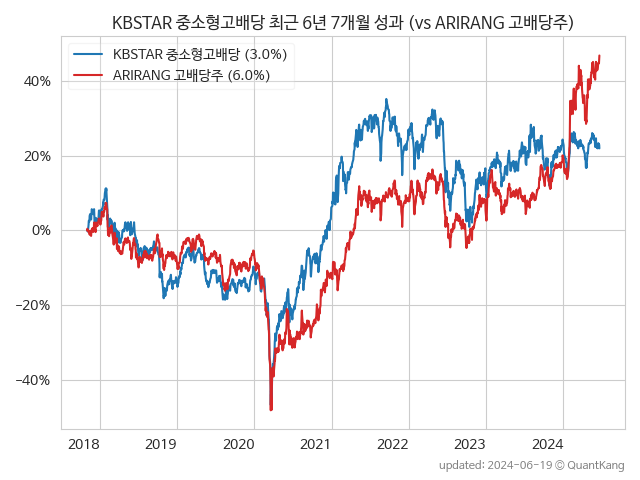 KBSTAR 중소형고배당 최근 6년 7개월 성과 (vs ARIRANG 고배당주)
KBSTAR 중소형고배당 (3.0%)
ARIRANG 고배당주 (6.0%)
40%
20%
0%
−20%
−40%
2018 2019 2020 2021 2022 2023 2024
updated: 2024-06-19 © QuantKang